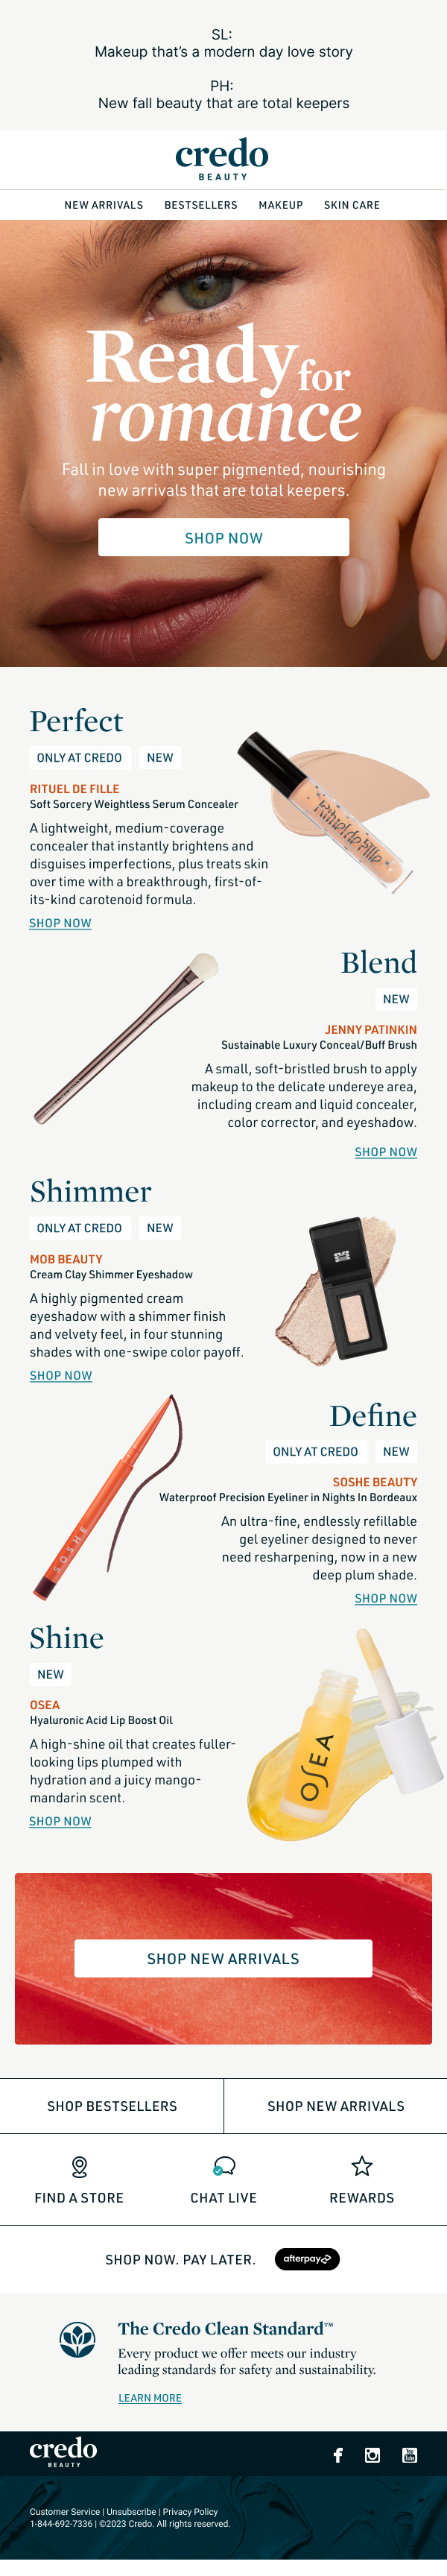 SL:
Makeup that's a modern day love story
PH:
New fall beauty that are total keepers
credo
BEAUTY
NEW ARRIVALS BESTSELLERS MAKEUP SKIN CARE
Ready for
romance
Fall in love with super pigmented, nourishing
new arrivals that are total keepers.
SHOP NOW
Perfect
ONLY AT CREDO NEW
RITUEL DE FILLE
Soft Sorcery Weightless Serum Concealer
A lightweight, medium-coverage
concealer that instantly brightens and
disguises imperfections, plus treats skin
over time with a breakthrough, first-of-
its-kind carotenoid formula.
SHOP NOW
Rituel de Fille
Blend
NEW
JENNY PATINKIN
Sustainable Luxury Conceal/Buff Brush
A small, soft-bristled brush to apply
makeup to the delicate undereye area,
including cream and liquid concealer,
color corrector, and eyeshadow.
SHOP NOW
Shimmer
ONLY AT CREDO NEW
MOB BEAUTY
Cream Clay Shimmer Eyeshadow
A highly pigmented cream
eyeshadow with a shimmer finish
and velvety feel, in four stunning
shades with one-swipe color payoff.
SHOP NOW
Define
ONLY AT CREDO NEW
SOSHE BEAUTY
Waterproof Precision Eyeliner in Nights In Bordeaux
An ultra-fine, endlessly refillable
gel eyeliner designed to never
need resharpening, now in a new
deep plum shade.
SHOP NOW
SOSHE
Shine
NEW
OSEA
Hyaluronic Acid Lip Boost Oil
A high-shine oil that creates fuller-
looking lips plumped with
hydration and a juicy mango-
mandarin scent.
SHOP NOW
OSEA
SHOP NEW ARRIVALS
SHOP BESTSELLERS SHOP NEW ARRIVALS
FIND A STORE CHAT LIVE REWARDS
SHOP NOW. PAY LATER. afterpay
The Credo Clean Standard™
Every product we offer meets our industry
leading standards for safety and sustainability.
LEARN MORE
credo
BEAUTY
You Tube
Customer Service | Unsubscribe | Privacy Policy
1-844-692-7336 | ©2023 Credo. All rights reserved.